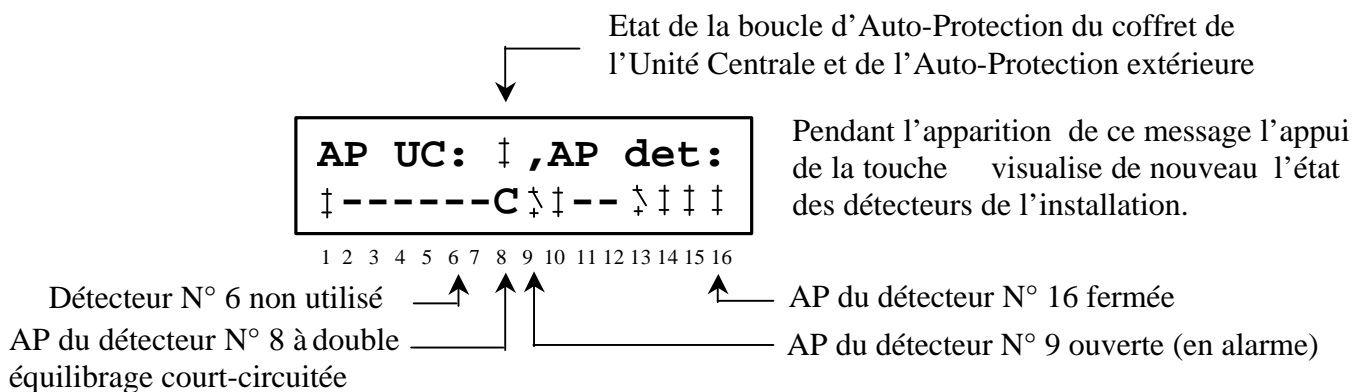 Etat de la boucle d’Auto-Protection du coffret de
l’Unité Centrale et de l’Auto-Protection extérieure
AP UC: ‡ ,AP det:
‡------C⍀‡--⍀‡‡‡
Pendant l’apparition de ce message l’appui
de la touche visualise de nouveau l’état
des détecteurs de l’installation.
1 2 3 4 5 6 7 8 9 10 11 12 13 14 15 16
Détecteur N° 6 non utilisé
AP du détecteur N° 8 à double
équilibrage court-circuitée
AP du détecteur N° 16 fermée
AP du détecteur N° 9 ouverte (en alarme)